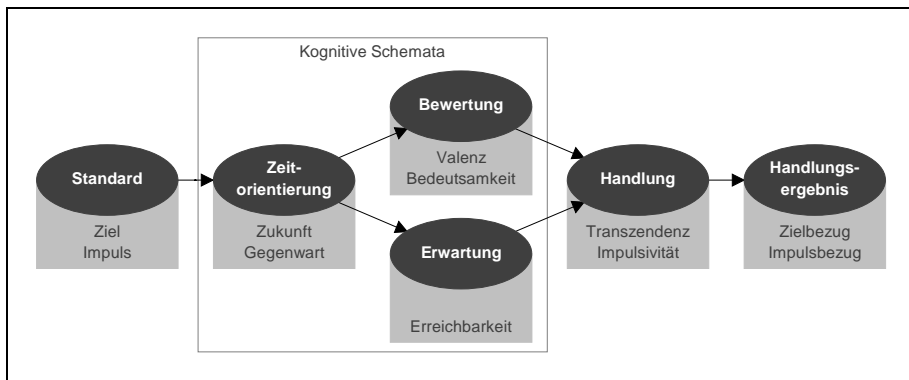 Kognitive Schemata
Standard
Ziel
Impuls
Zeit-
orientierung
Zukunft
Gegenwart
Bewertung
Valenz
Bedeutsamkeit
Erwartung
Erreichbarkeit
Handlung
Transzendenz
Impulsivität
Handlungs-
ergebnis
Zielbezug
Impulsbezug